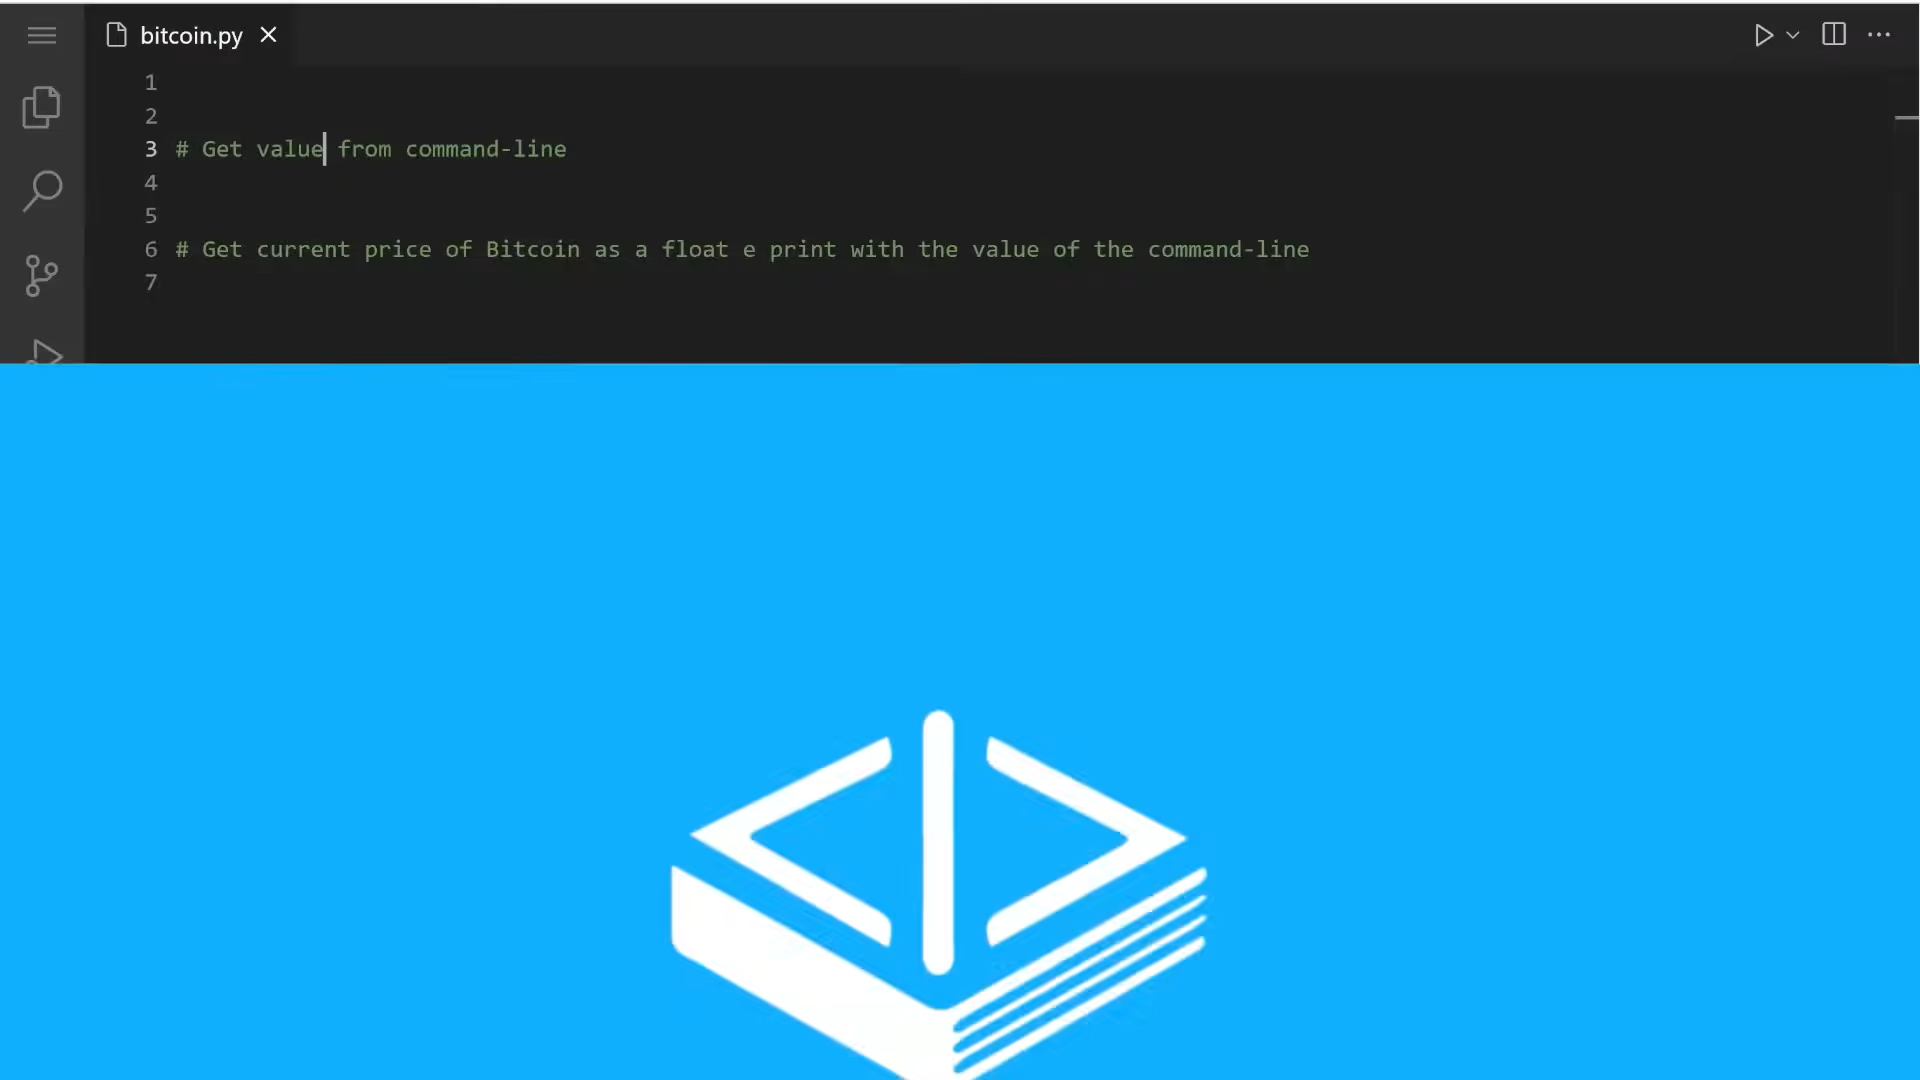 bitcoin.py
1
2
3 # Get value from command-line
4
5
6 # Get current price of Bitcoin as a float e print with the value of the command-line
7